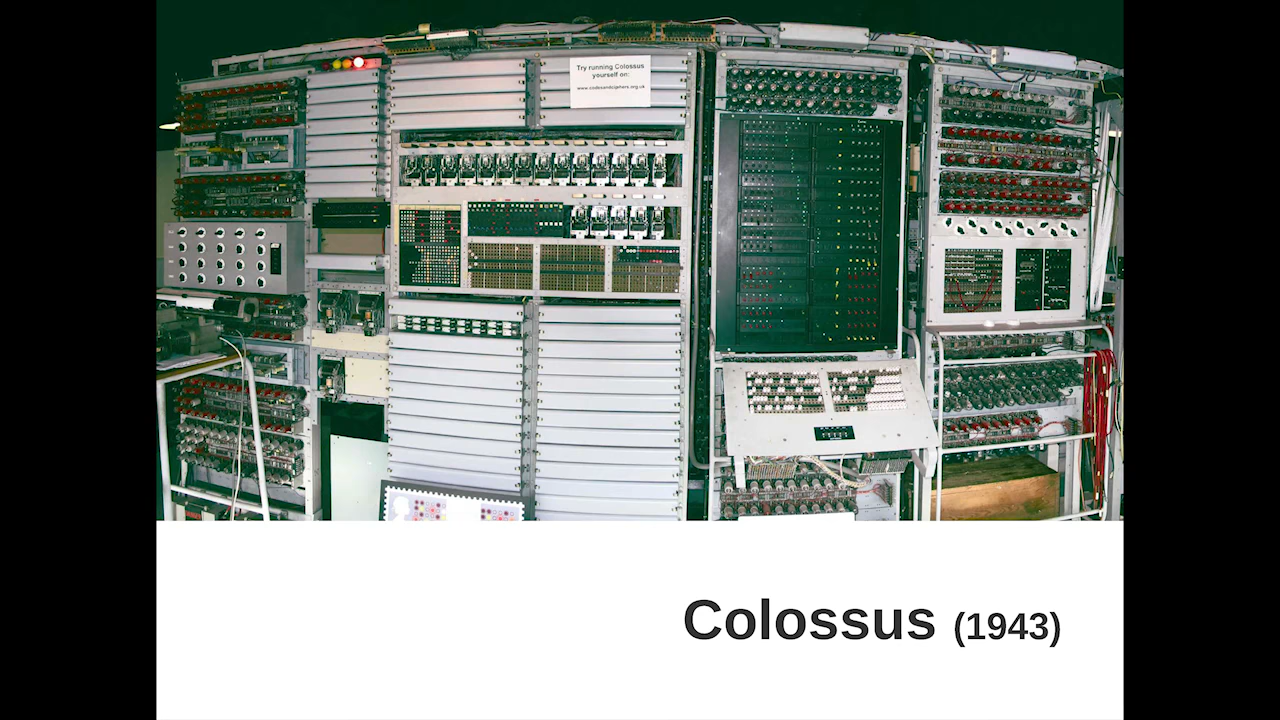 Try running Colossus
yourself on:
www.codesandciphers.org.uk
Colossus (1943)